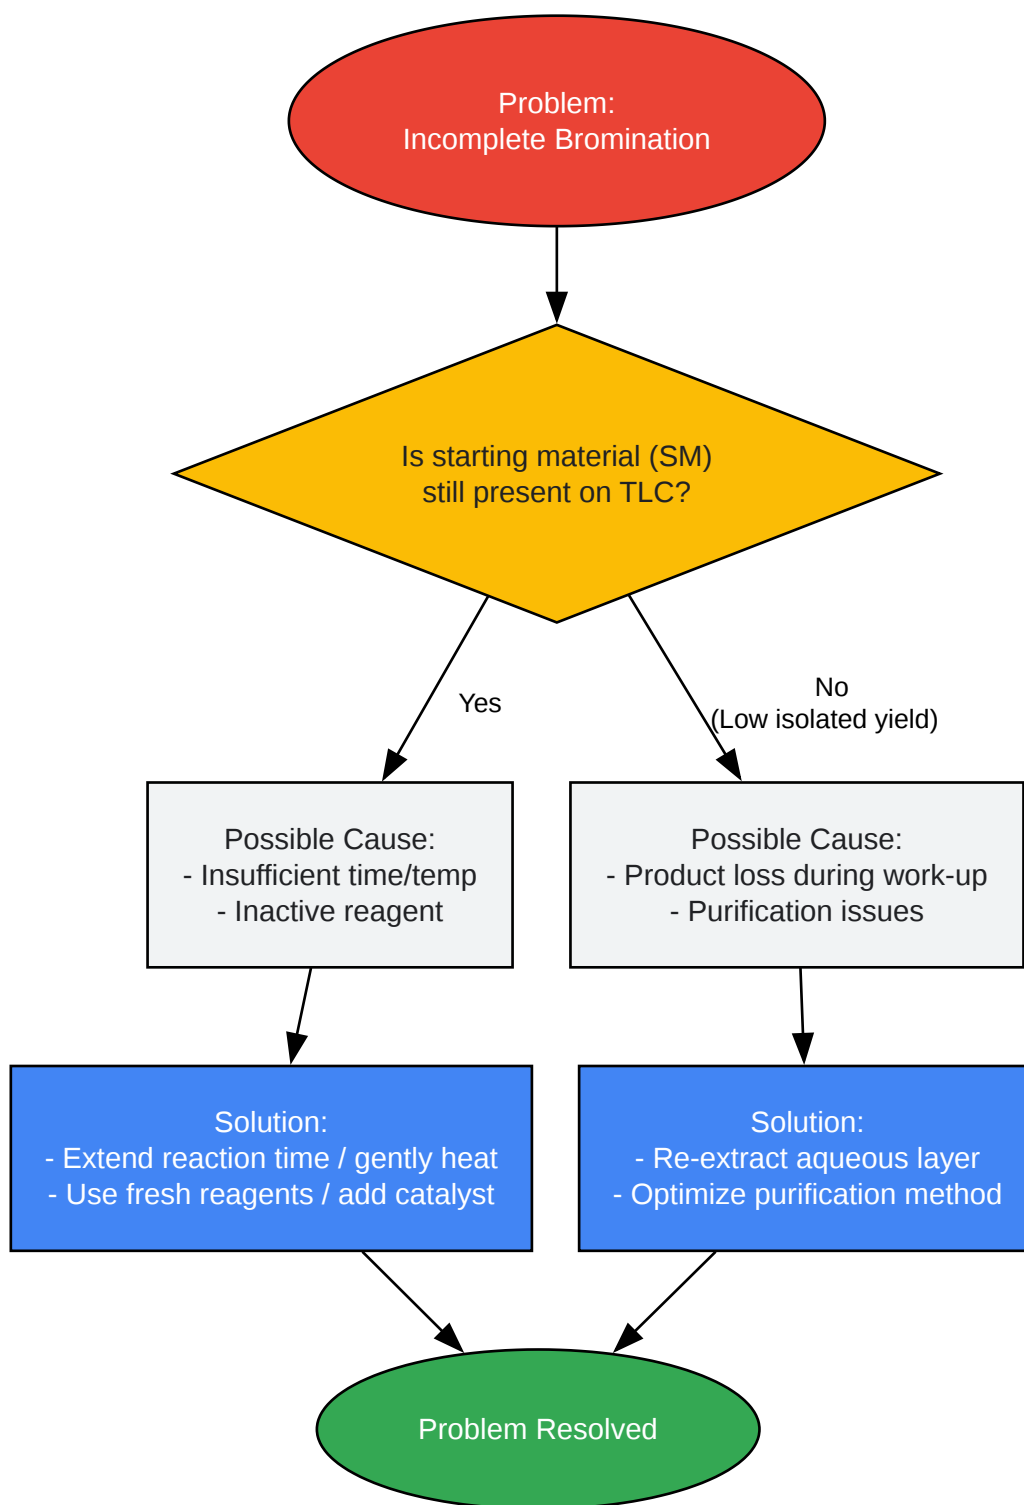 Problem:
Incomplete Bromination
Is starting material (SM)
still present on TLC?
Yes
No
(Low isolated yield)
Possible Cause:
- Insufficient time/temp
- Inactive reagent
Possible Cause:
- Product loss during work-up
- Purification issues
Solution:
- Extend reaction time / gently heat
- Use fresh reagents / add catalyst
Solution:
- Re-extract aqueous layer
- Optimize purification method
Problem Resolved